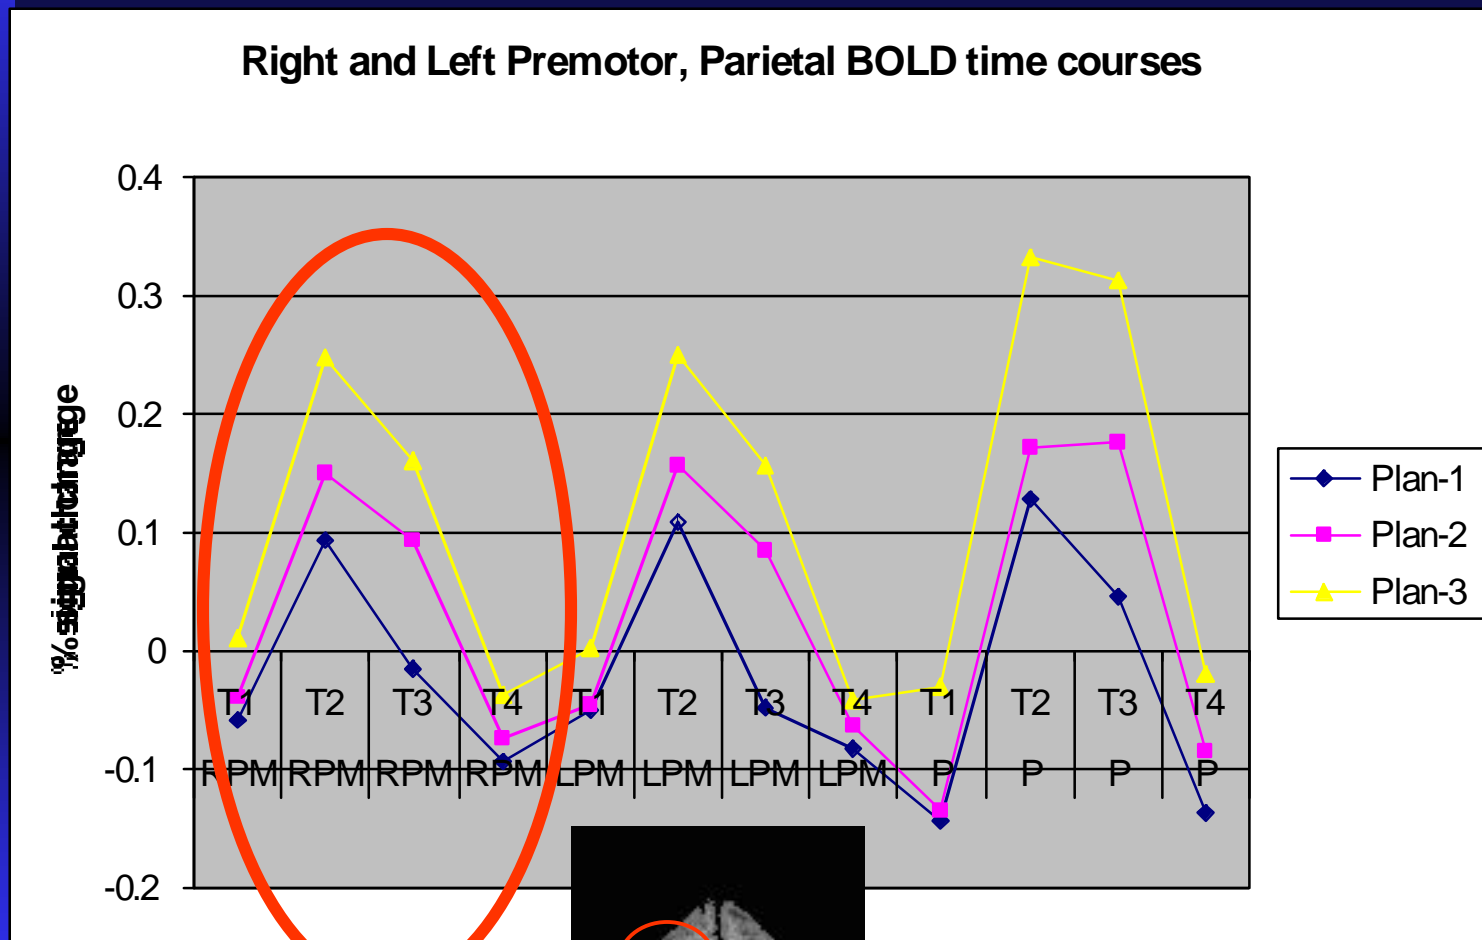 Right and Left Premotor, Parietal BOLD time courses
0.4
0.3
0.2
0.1
0
-0.1
-0.2
T1 T2 T3 T4 T1 T2 T3 T4 T1 T2 T3 T4
RPM RPM RPM RPM LPM LPM LPM LPM P P P P
Plan-1
Plan-2
Plan-3